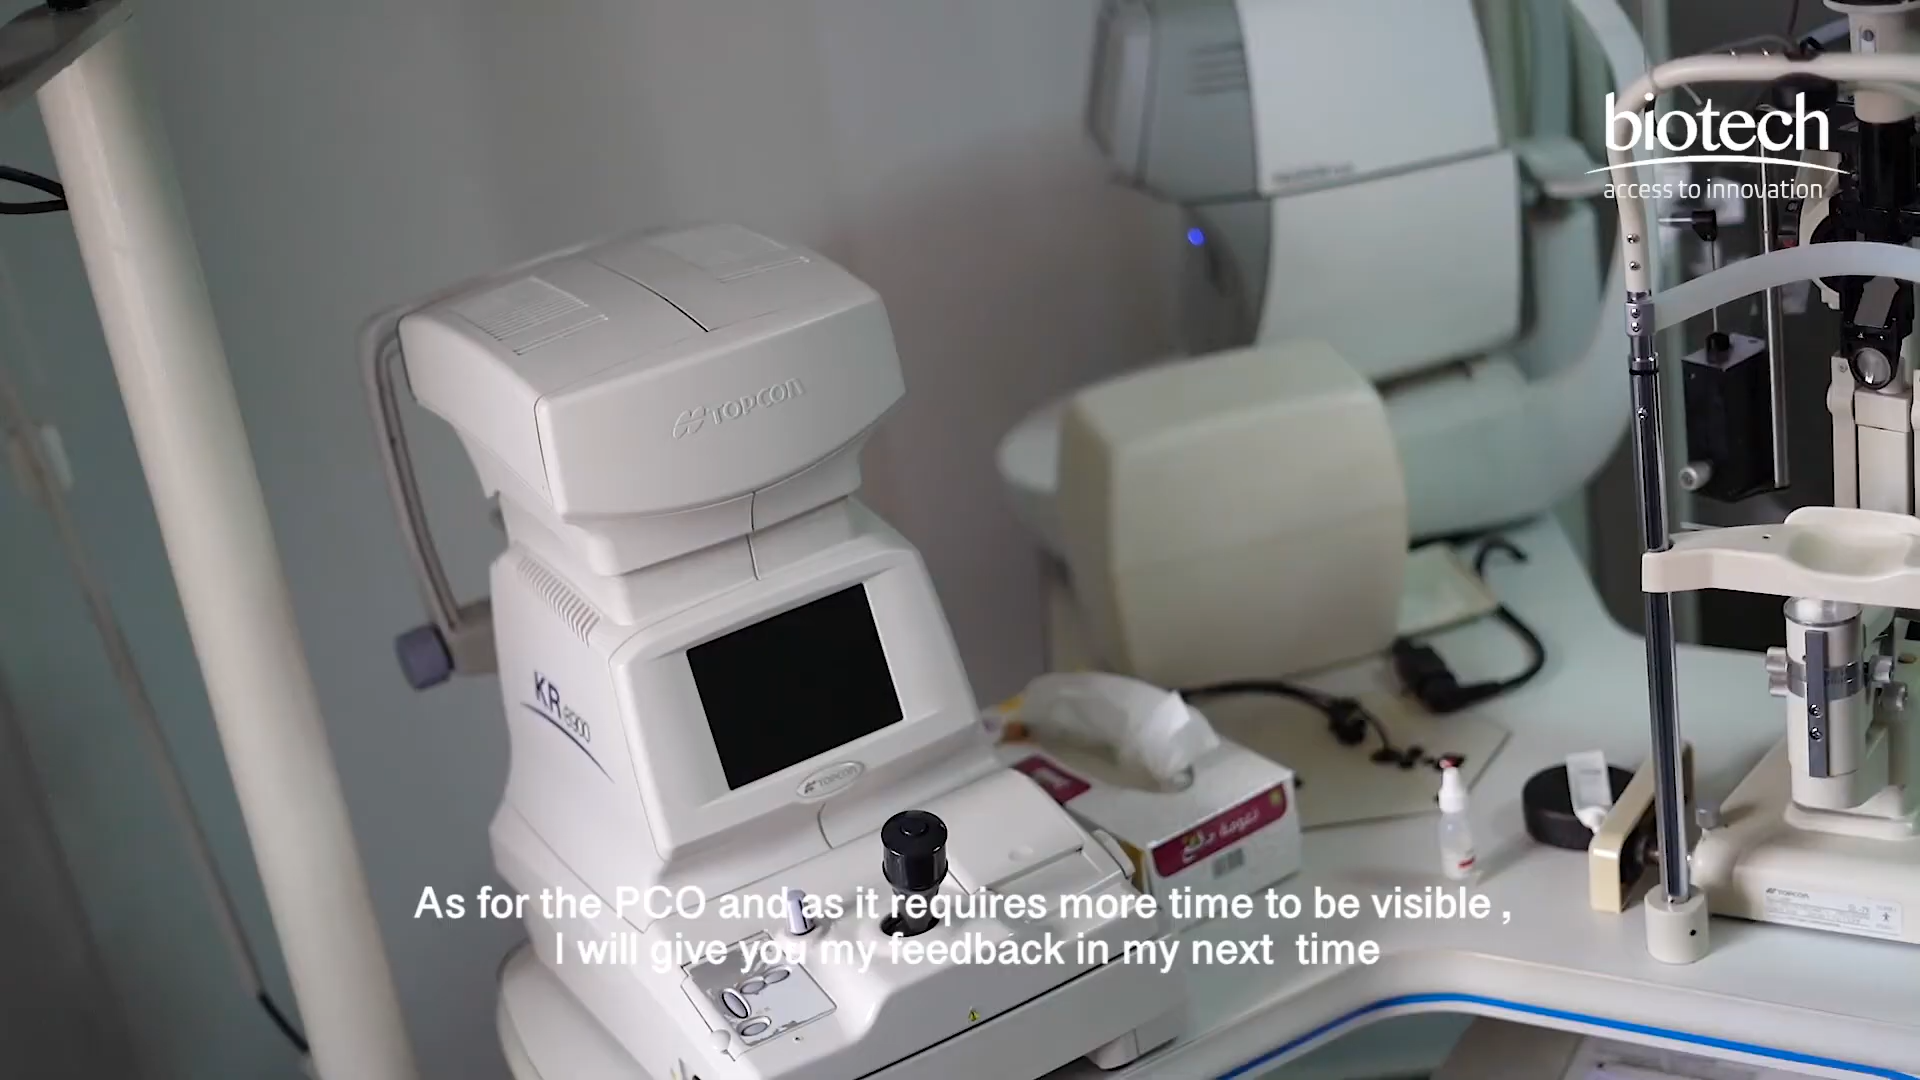 biotech
access to innovation
TOPCON
KR 8900
TOPCON
نعومة
TOPCON
As for the PCO and as it requires more time to be visible ,
I will give you my feedback in my next time